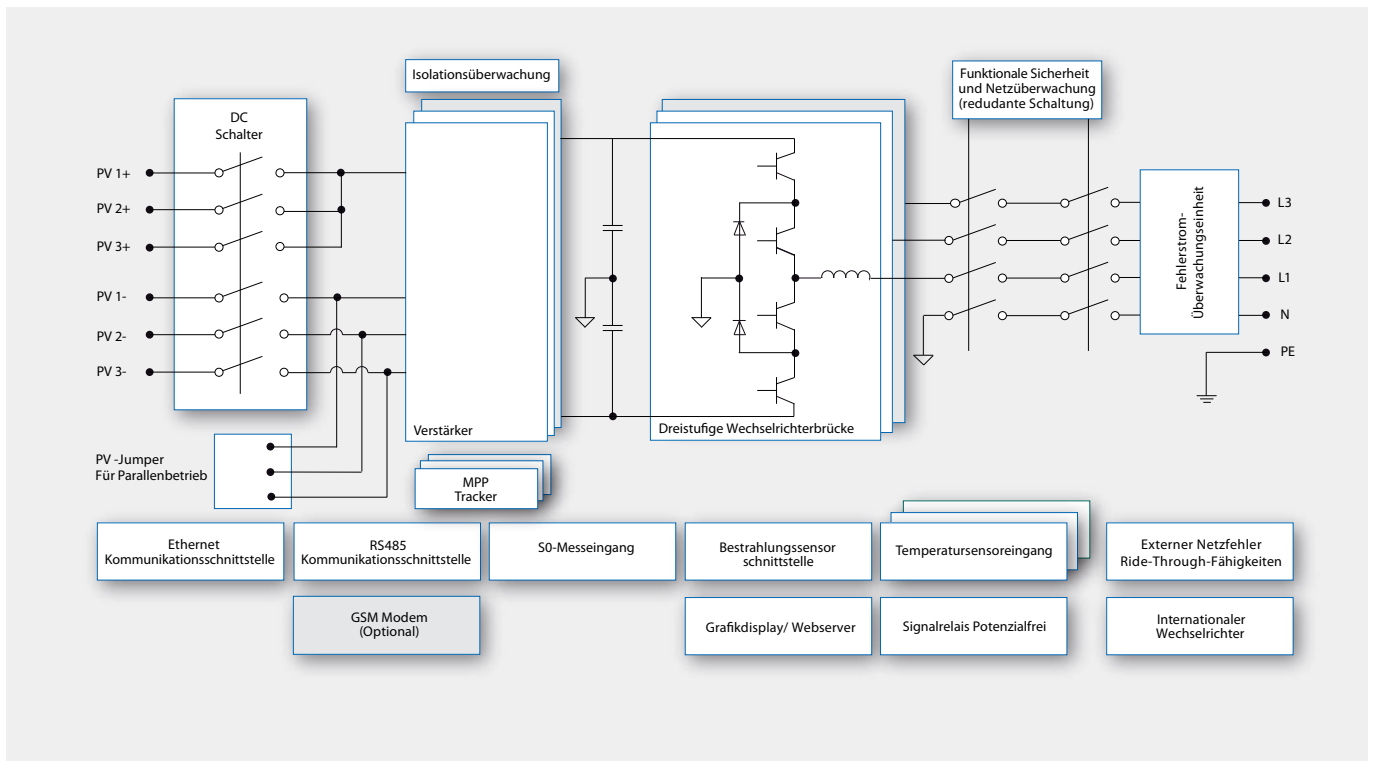 Isolationsüberwachung
Funktionale Sicherheit
und Netzüberwachung
(redudante Schaltung)
DC
Schalter
PV 1+
PV 2+
PV 3+
PV 1-
PV 2-
PV 3-
Verstärker
Dreistufige Wechselrichterbrücke
Fehlerstrom-
Überwachungseinheit
L3
L2
L1
N
PE
PV -Jumper
Für Parallenbetrieb
MPP
Tracker
Ethernet
Kommunikationsschnittstelle
RS485
Kommunikationsschnittstelle
S0-Messeingang
Bestrahlungssensor
schnittstelle
Temperatursensoreingang
Externer Netzfehler
Ride-Through-Fähigkeiten
GSM Modem
(Optional)
Grafikdisplay/ Webserver
Signalrelais Potenzialfrei
Internationaler
Wechselrichter